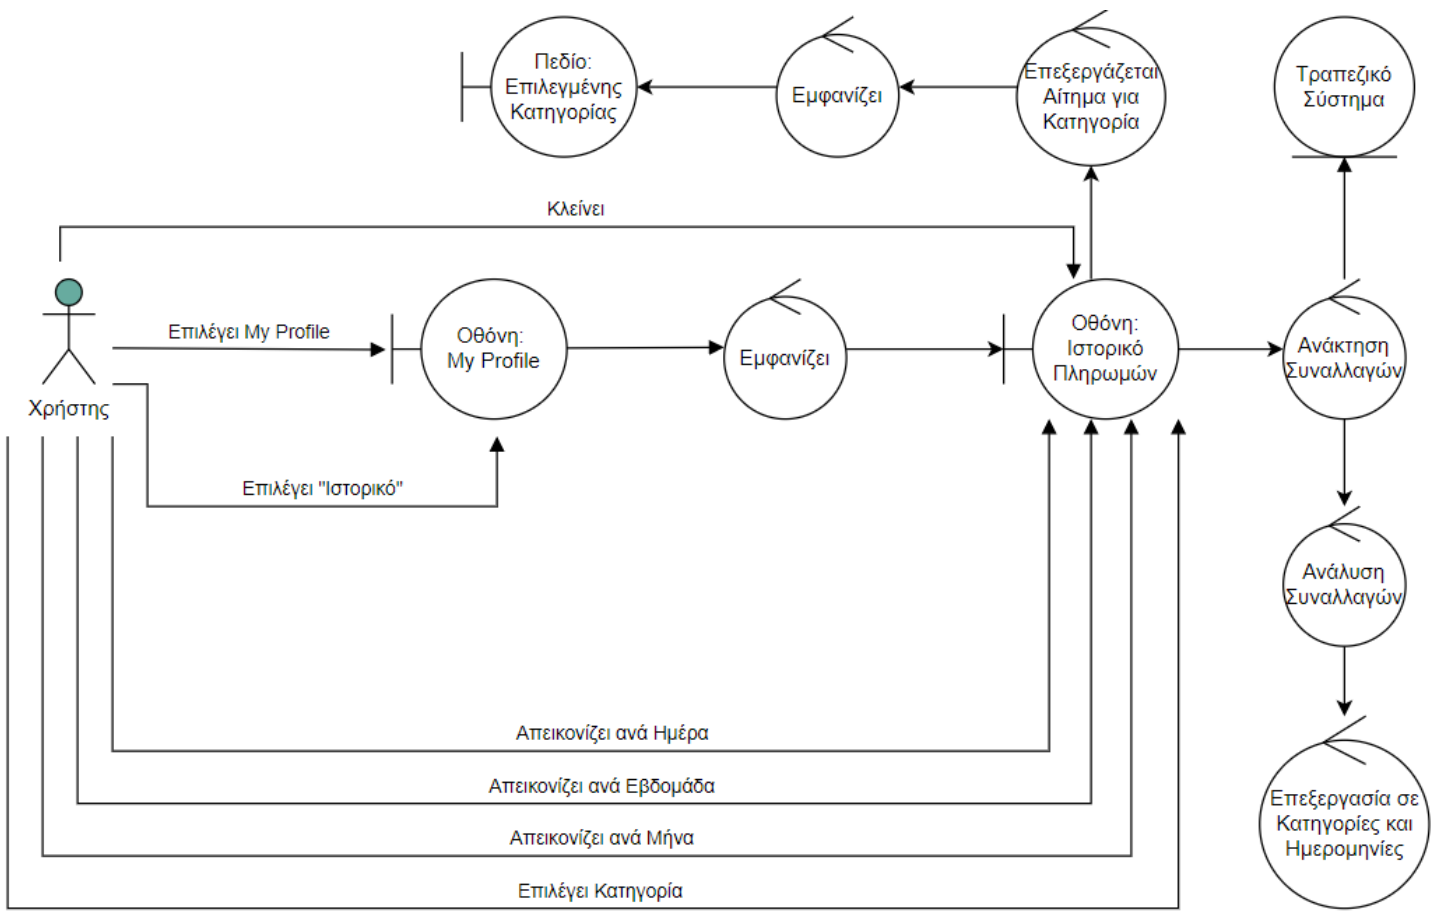 Πεδίο:
Επιλεγμένης
Κατηγορίας
Εμφανίζει
Επεξεργάζεται
Αίτημα για
Κατηγορία
Τραπεζικό
Σύστημα
Κλείνει
Επιλέγει My Profile
Οθόνη:
My Profile
Εμφανίζει
Οθόνη:
Ιστορικό
Πληρωμών
Ανάκτηση
Συναλλαγών
Χρήστης
Επιλέγει "Ιστορικό"
Ανάλυση
Συναλλαγών
Απεικονίζει ανά Ημέρα
Απεικονίζει ανά Εβδομάδα
Απεικονίζει ανά Μήνα
Επιλέγει Κατηγορία
Επεξεργασία σε
Κατηγορίες και
Ημερομηνίες